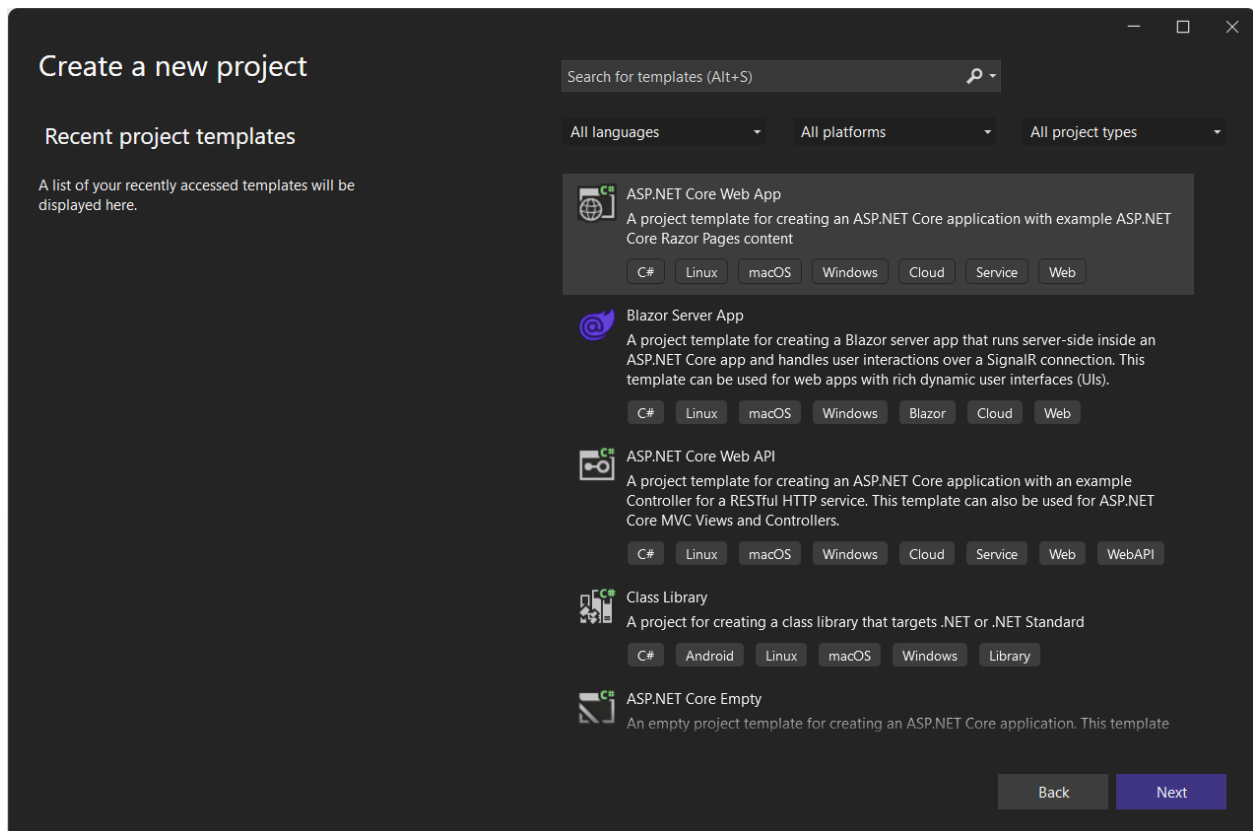 Create a new project
Recent project templates
A list of your recently accessed templates will be
displayed here.
Search for templates (Alt+S)
All languages
All platforms
All project types
C#
ASP.NET Core Web App
A project template for creating an ASP.NET Core application with example ASP.NET
Core Razor Pages content
C# Linux macOS Windows Cloud Service Web
Blazor Server App
A project template for creating a Blazor server app that runs server-side inside an
ASP.NET Core app and handles user interactions over a SignalR connection. This
template can be used for web apps with rich dynamic user interfaces (UIs).
C# Linux macOS Windows Blazor Cloud Web
C#
ASP.NET Core Web API
A project template for creating an ASP.NET Core application with an example
Controller for a RESTful HTTP service. This template can also be used for ASP.NET
Core MVC Views and Controllers.
C# Linux macOS Windows Cloud Service Web WebAPI
C#
Class Library
A project for creating a class library that targets .NET or .NET Standard
C# Android Linux macOS Windows Library
C#
ASP.NET Core Empty
An empty project template for creating an ASP.NET Core application. This template
Back
Next